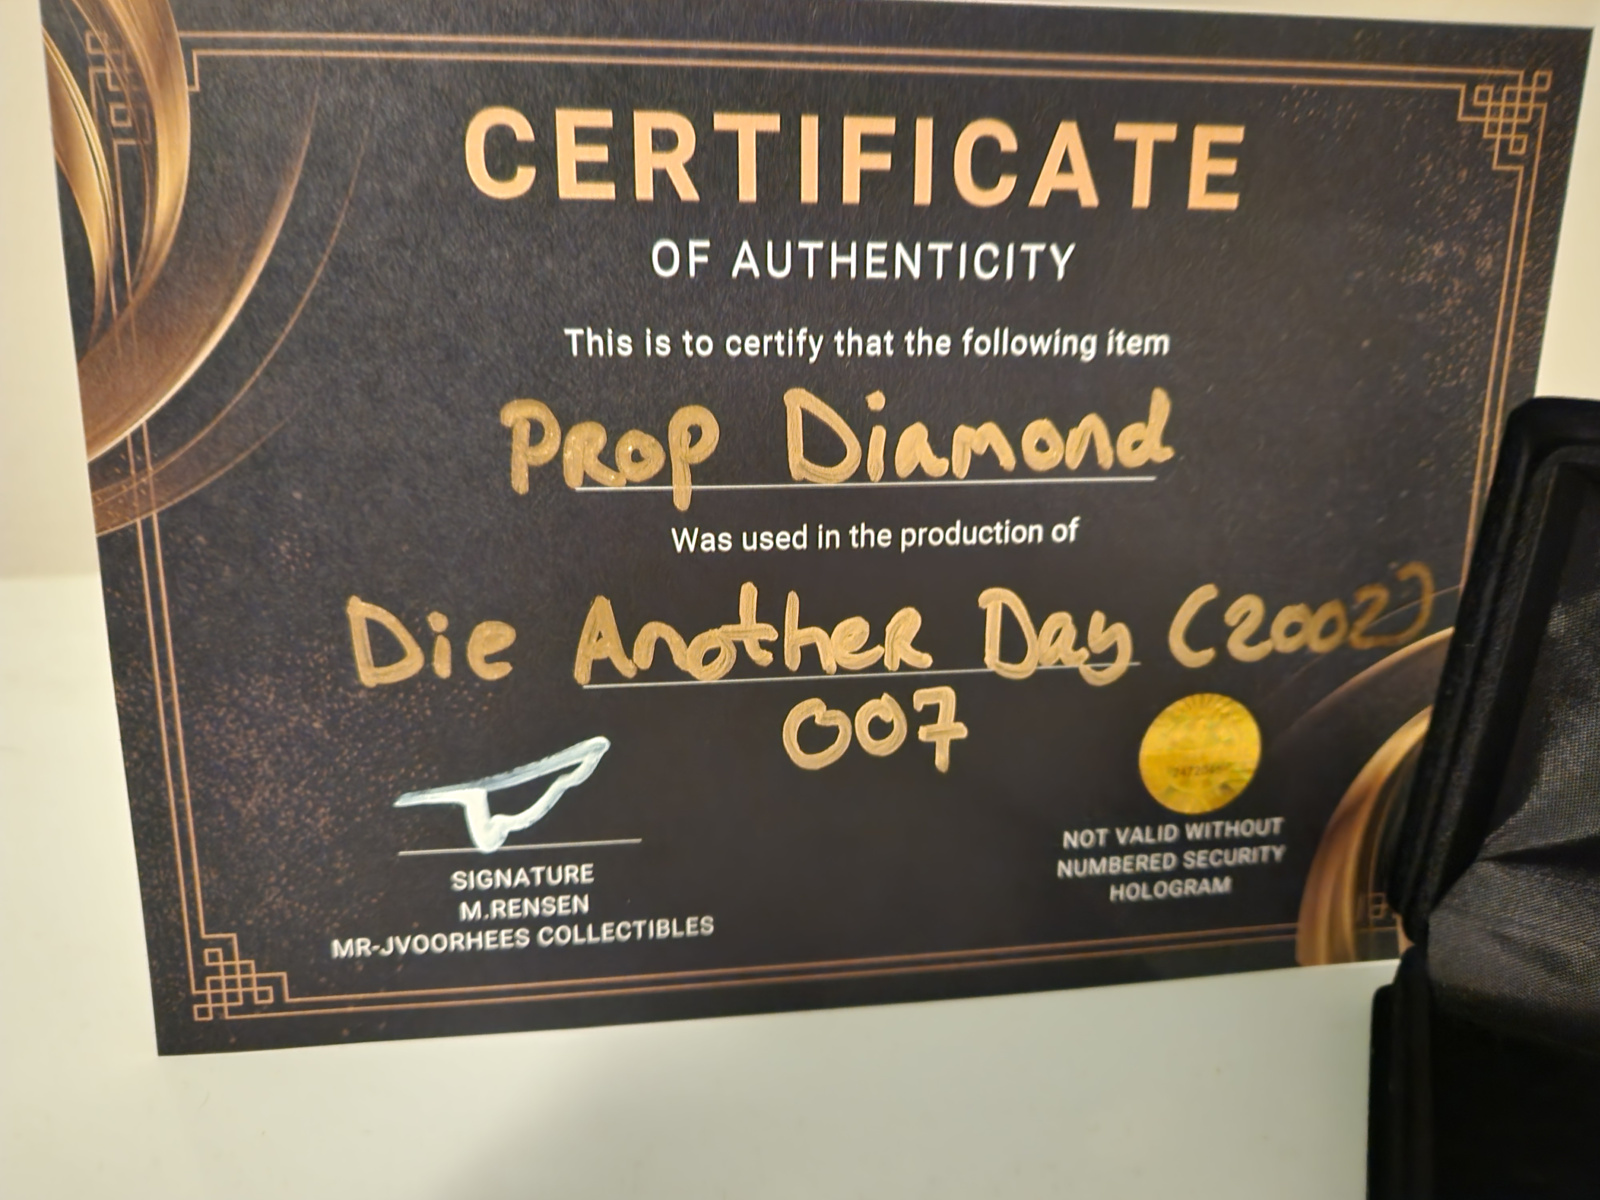 CERTIFICATE
OF AUTHENTICITY
This is to certify that the following item
Prop Diamond
Was used in the production of
Die Another Day (2002)
007
SIGNATURE
M.RENSEN
MR-JVOORHEES COLLECTIBLES
NOT VALID WITHOUT
NUMBERED SECURITY
HOLOGRAM